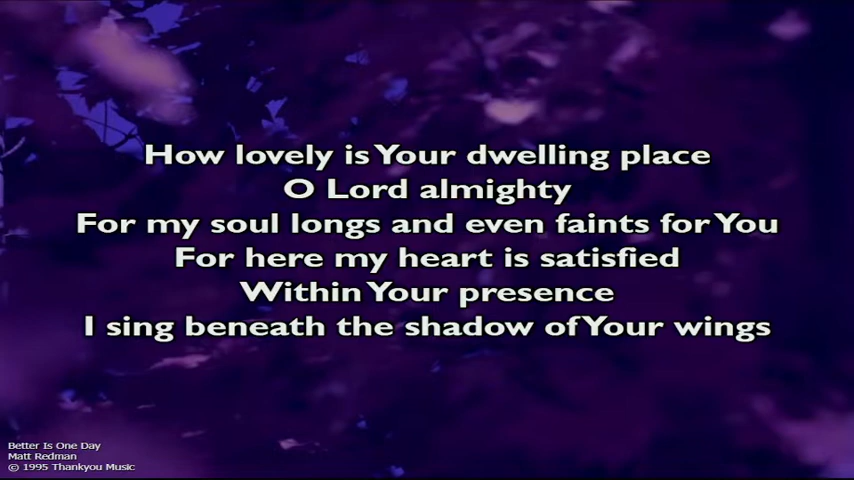 How lovely is Your dwelling place
O Lord almighty
For my soul longs and even faints for You
For here my heart is satisfied
Within Your presence
I sing beneath the shadow of Your wings
Better Is One Day
Matt Redman
© 1995 Thankyou Music